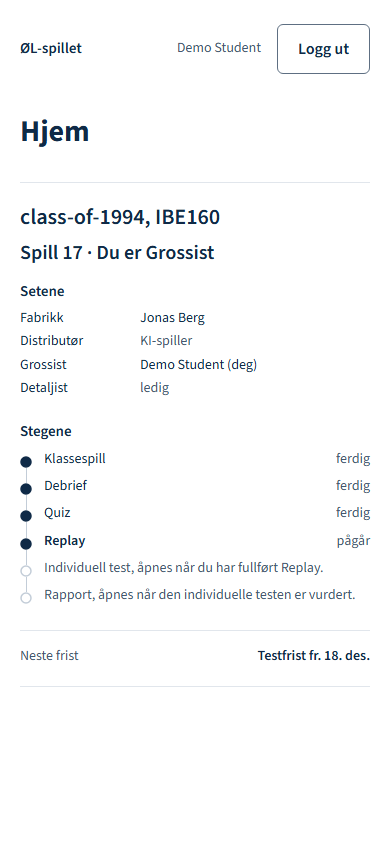 ØL-spillet
Demo Student
Logg ut
Hjem
class-of-1994, IBE160
Spill 17 · Du er Grossist
Setene
Fabrikk Jonas Berg
Distributør KI-spiller
Grossist Demo Student (deg)
Detaljist ledig
Stegene
Klassespill ferdig
Debrief ferdig
Quiz ferdig
Replay pågår
Individuell test, åpnes når du har fullført Replay.
Rapport, åpnes når den individuelle testen er vurdert.
Neste frist Testfrist fr. 18. des.